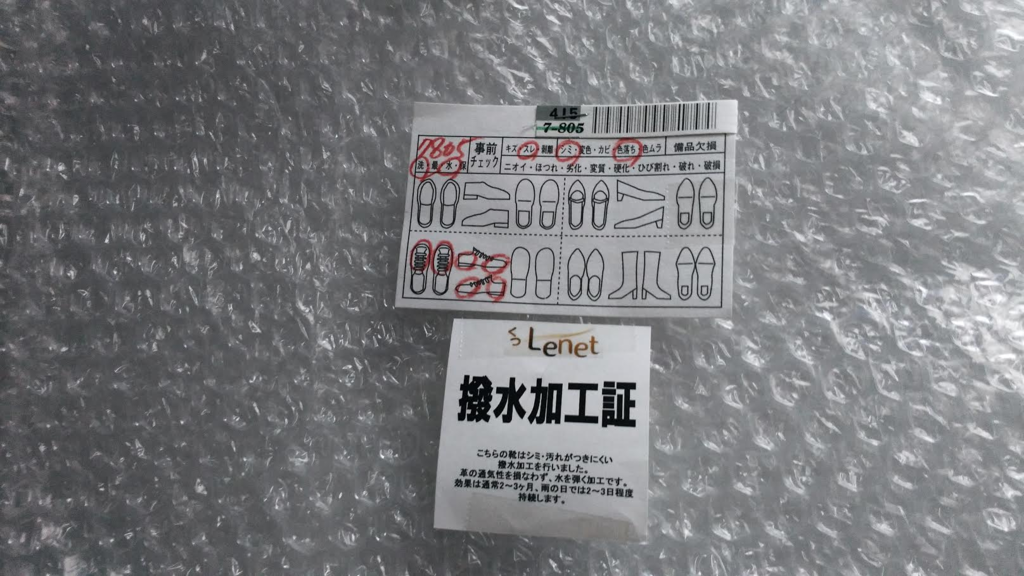 415
7-805
7805
事前
チェック
キズ・スレ・剥離・シミ・変色・カビ・色落ち・色ムラ
備品欠損
ニオイ・ほつれ・劣化・変質・硬化・ひび割れ・破れ・破損
Lenet
撥水加工証
こちらの靴はシミ・汚れがつきにくい
撥水加工を行いました。
革の通気性を損なわず、水を弾く加工です。
効果は通常2~3ヶ月、雨の日では2~3日程度
持続します。